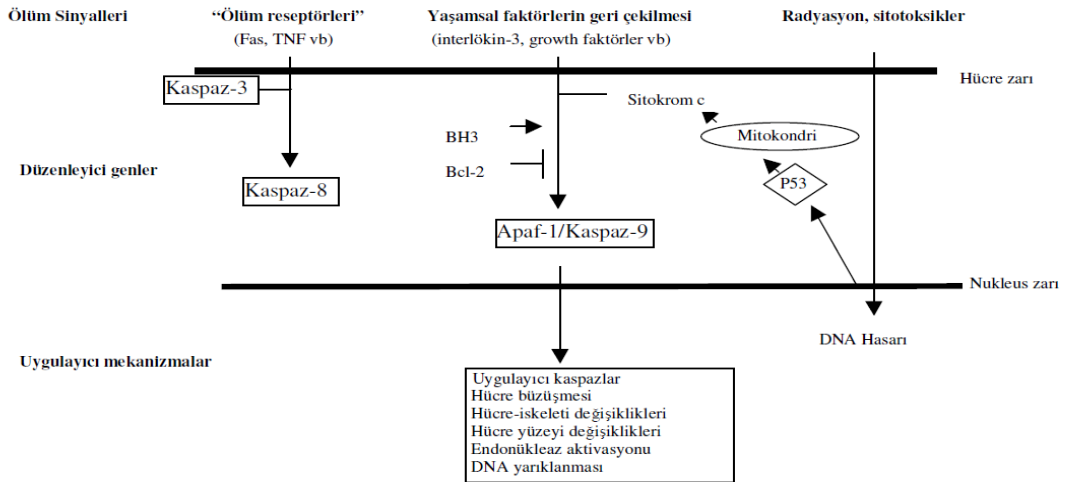 Ölüm Sinyalleri
“Ölüm reseptörleri”
(Fas, TNF vb)
Yaşamsal faktörlerin geri çekilmesi
(interlökin-3, growth faktörler vb)
Radyasyon, sitotoksikler
Hücre zarı
Kaspaz-3
Sitokrom c
BH3
Mitokondri
Düzenleyici genler
Bcl-2
P53
Kaspaz-8
Apaf-1/Kaspaz-9
Nukleus zarı
DNA Hasarı
Uygulayıcı mekanizmalar
Uygulayıcı kaspazlar
Hücre büzüşmesi
Hücre-iskeleti değişiklikleri
Hücre yüzeyi değişiklikleri
Endonükleaz aktivasyonu
DNA yarıklanması